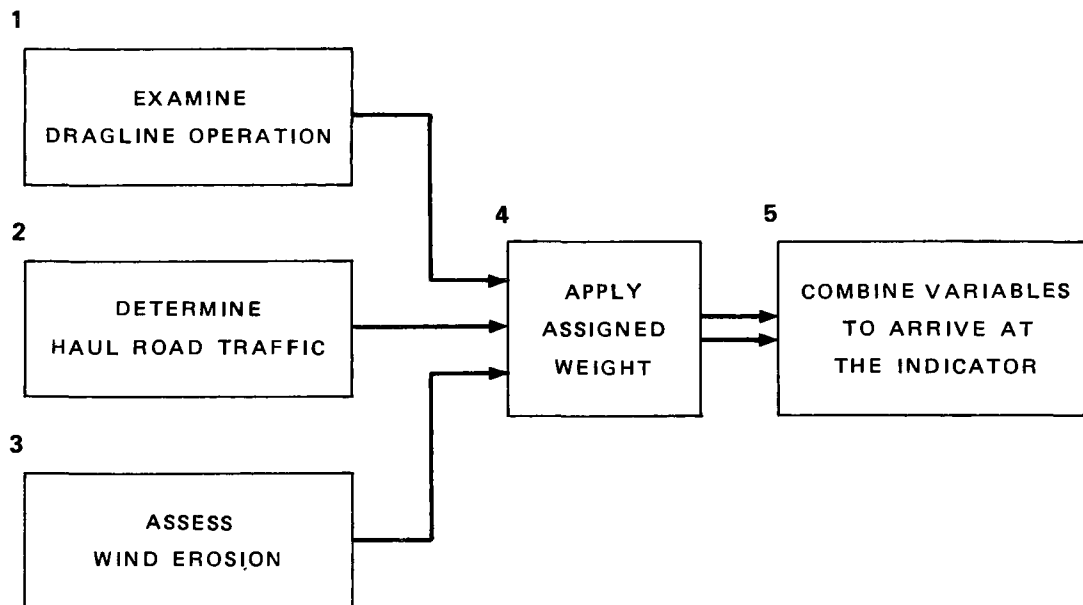 1
EXAMINE
DRAGLINE OPERATION
2
DETERMINE
HAUL ROAD TRAFFIC
3
ASSESS
WIND EROSION
4
APPLY
ASSIGNED
WEIGHT
5
COMBINE VARIABLES
TO ARRIVE AT
THE INDICATOR